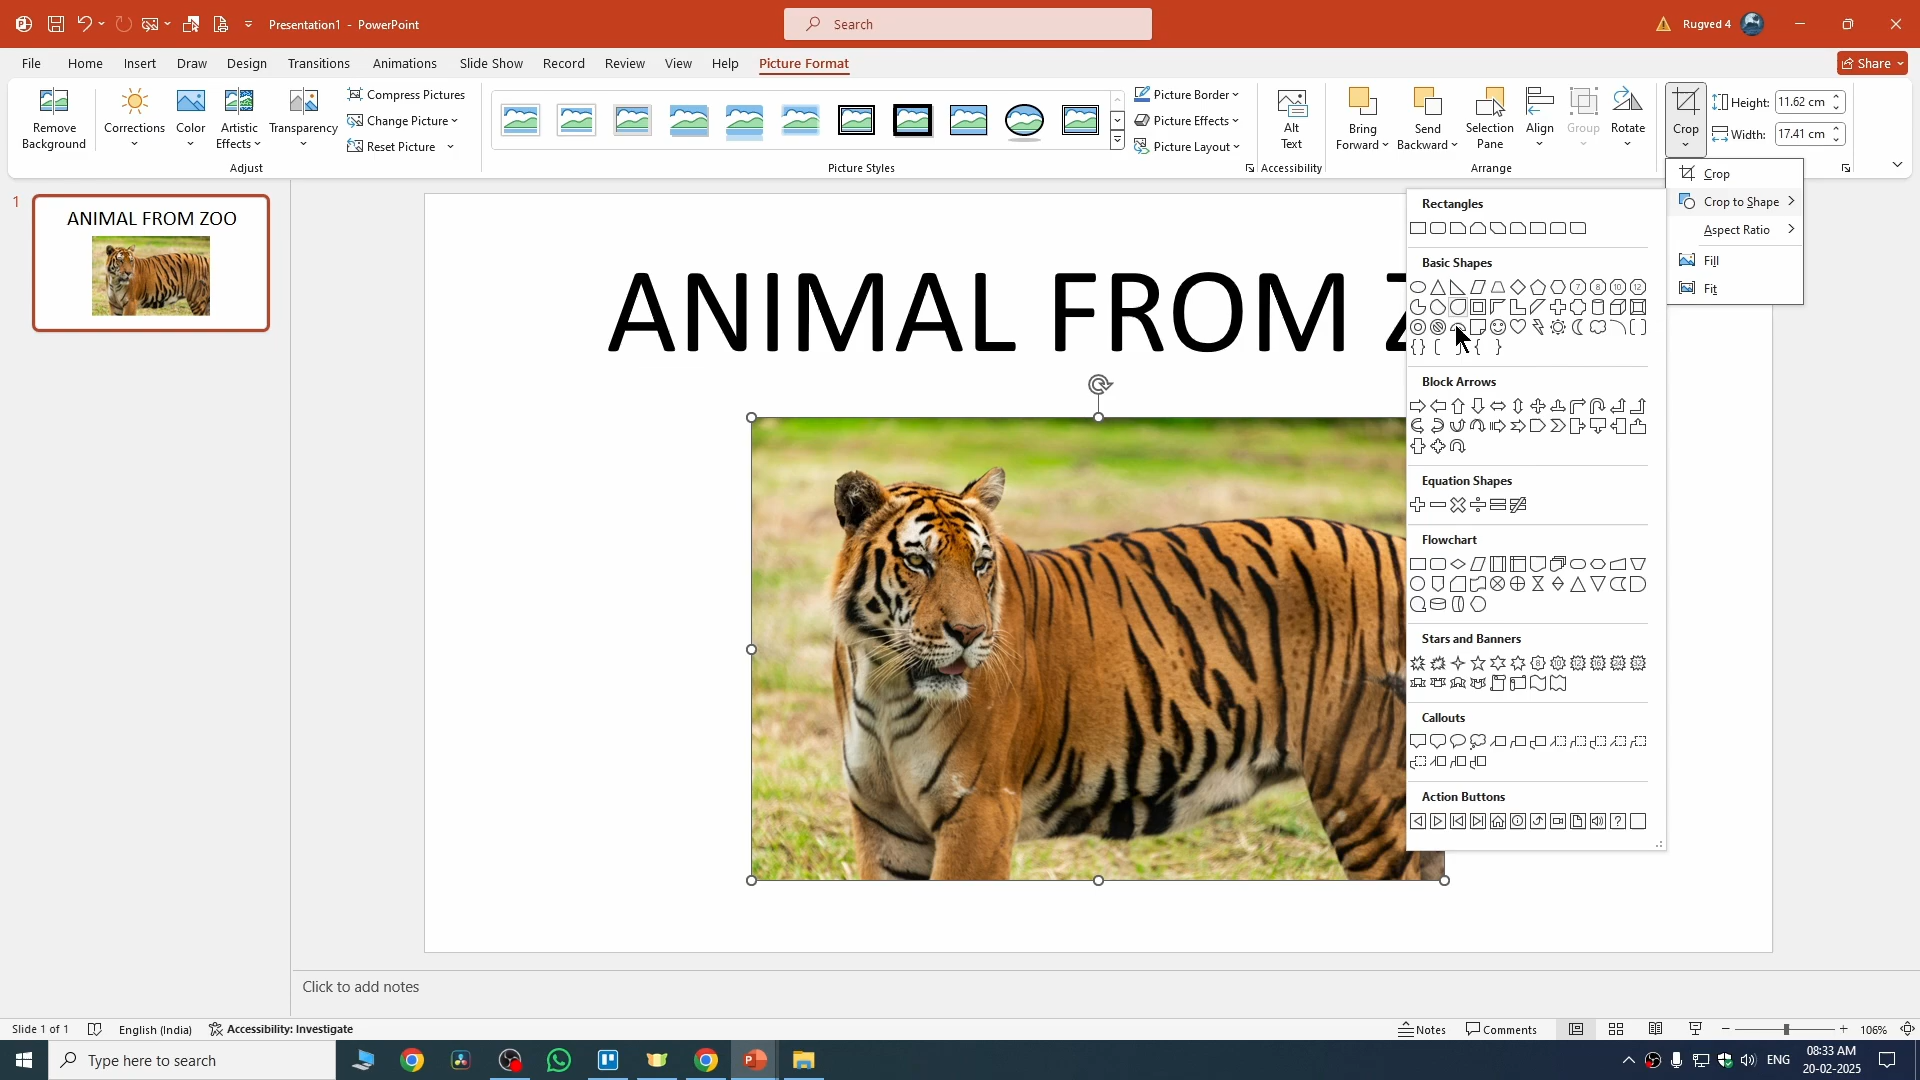 Presentation1 - PowerPoint
Search
Rugved 4
File Home Insert Draw Design Transitions Animations Slide Show Record Review View Help Picture Format
Share
Remove Background
Corrections
Color
Artistic Effects
Transparency
Compress Pictures
Change Picture
Reset Picture
Adjust
Picture Styles
Picture Border
Picture Effects
Picture Layout
Alt Text
Accessibility
Bring Forward
Send Backward
Selection Pane
Align
Group
Rotate
Arrange
Crop
Height: 11.62 cm
Width: 17.41 cm
Crop
Crop to Shape
Aspect Ratio
Fill
Fit
1
ANIMAL FROM ZOO
ANIMAL FROM Z
Rectangles
Basic Shapes
Block Arrows
Equation Shapes
Flowchart
Stars and Banners
Callouts
Action Buttons
Click to add notes
Slide 1 of 1
English (India)
Accessibility: Investigate
Notes
Comments
106%
Type here to search
ENG
08:33 AM
20-02-2025